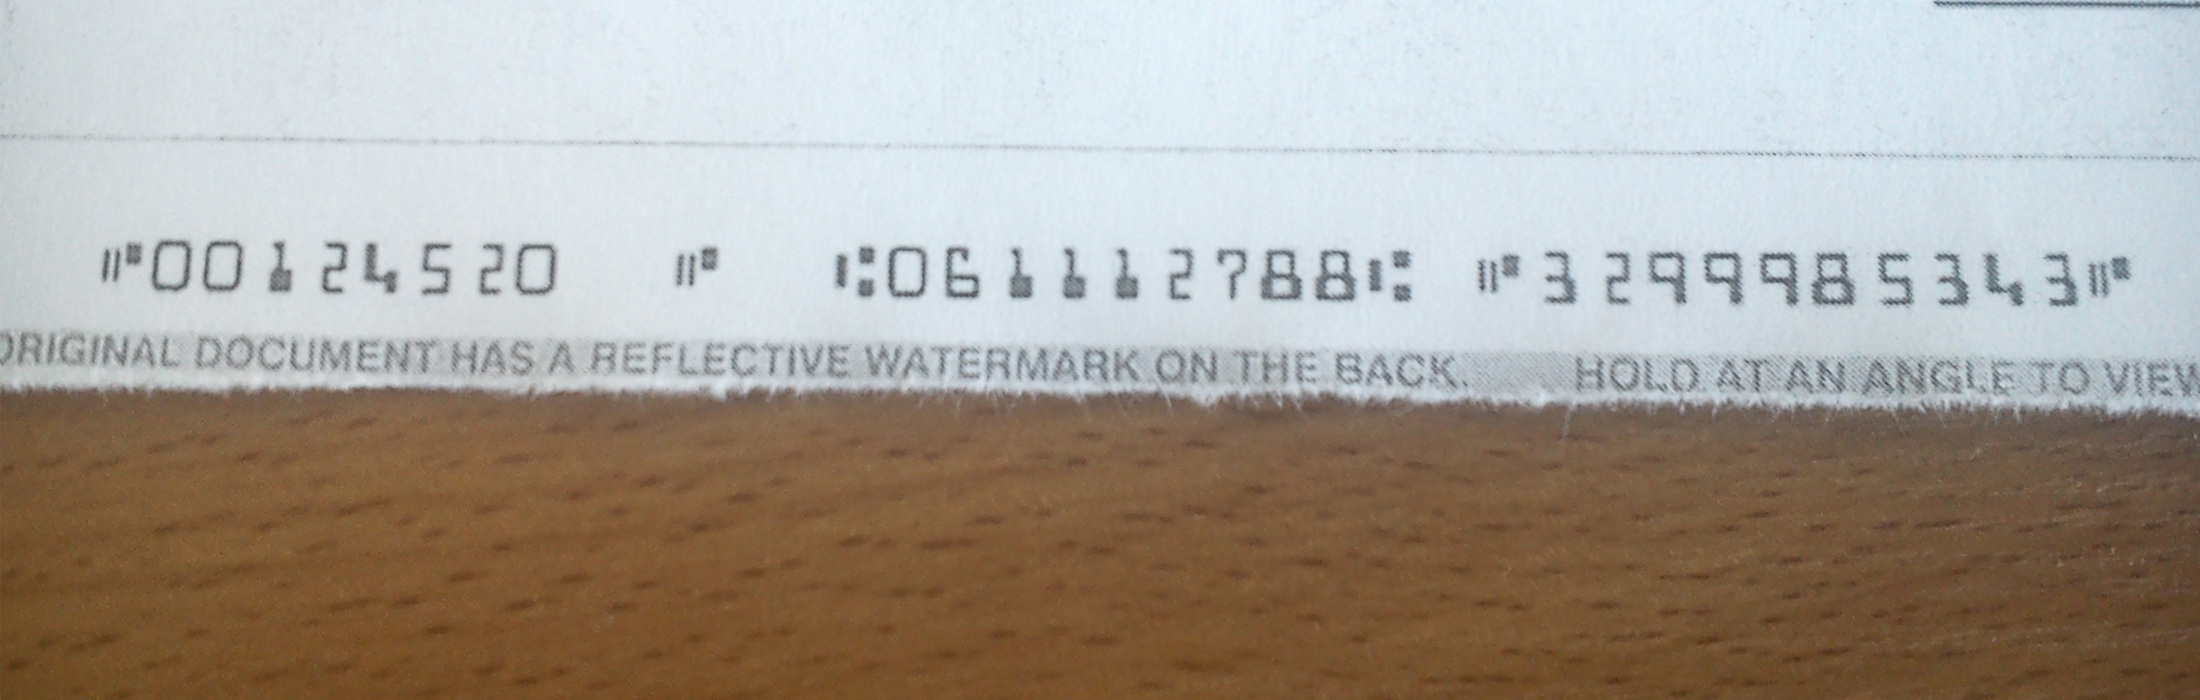 ⑈00124520 ⑈ ⑆061112788⑆ ⑈3299985343⑈
ORIGINAL DOCUMENT HAS A REFLECTIVE WATERMARK ON THE BACK. HOLD AT AN ANGLE TO VIEW